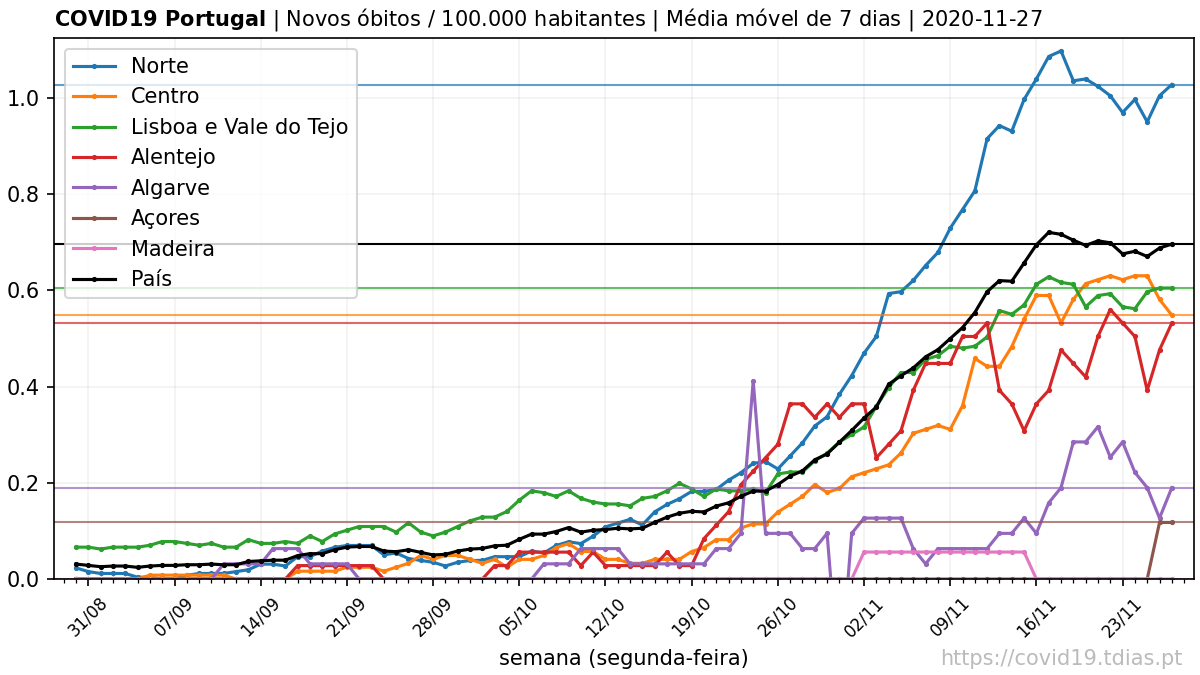 COVID19 Portugal | Novos óbitos / 100.000 habitantes | Média móvel de 7 dias | 2020-11-27
Norte
Centro
Lisboa e Vale do Tejo
Alentejo
Algarve
Açores
Madeira
País
1.0
0.8
0.6
0.4
0.2
0.0
31/08
07/09
14/09
21/09
28/09
05/10
12/10
19/10
26/10
02/11
09/11
16/11
23/11
semana (segunda-feira)
https://covid19.tdias.pt